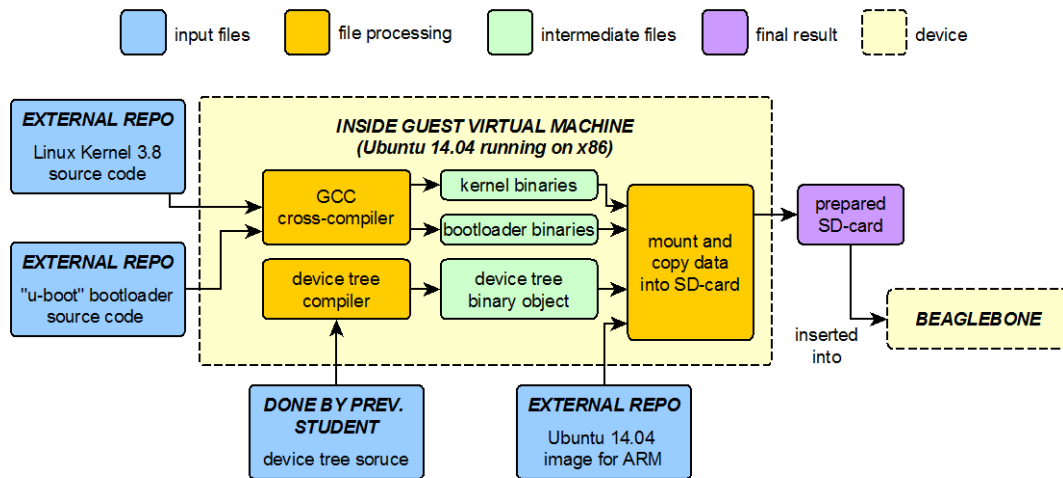 input files
file processing
intermediate files
final result
device
EXTERNAL REPO
Linux Kernel 3.8
source code
EXTERNAL REPO
"u-boot" bootloader
source code
INSIDE GUEST VIRTUAL MACHINE
(Ubuntu 14.04 running on x86)
GCC
cross-compiler
kernel binaries
bootloader binaries
device tree
compiler
device tree
binary object
mount and
copy data
into SD-card
prepared
SD-card
inserted
into
BEAGLEBONE
DONE BY PREV.
STUDENT
device tree soruce
EXTERNAL REPO
Ubuntu 14.04
image for ARM